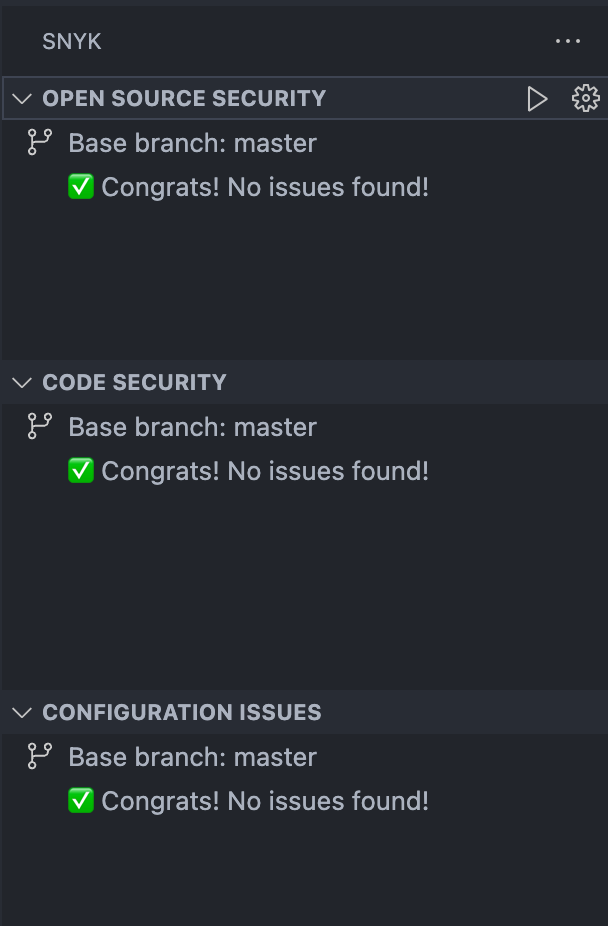 SNYK
OPEN SOURCE SECURITY
Base branch: master
✅ Congrats! No issues found!
CODE SECURITY
Base branch: master
✅ Congrats! No issues found!
CONFIGURATION ISSUES
Base branch: master
✅ Congrats! No issues found!